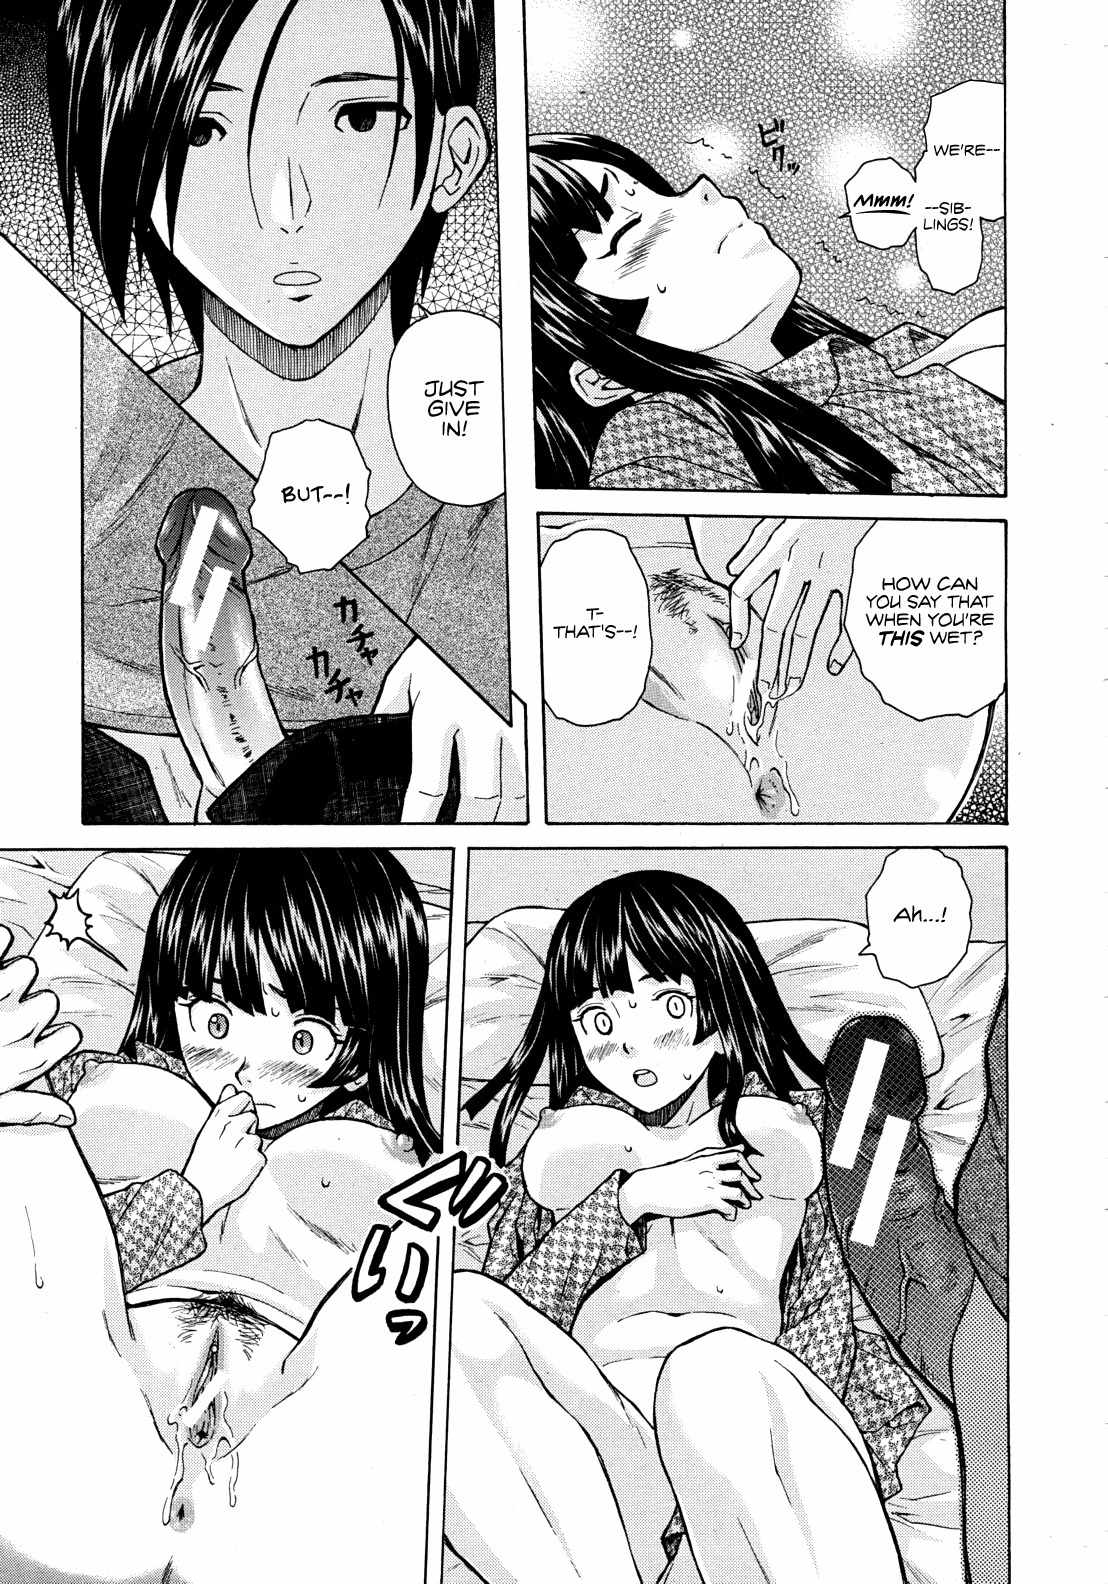 WE'RE--
--SIB-
LINGS!
Mmm!
ビクッ
HOW CAN
YOU SAY THAT
WHEN YOU'RE
THIS WET?
T-
THAT'S--!
JUST
GIVE
IN!
BUT--!
カチャ
カチャ
Ah...!
ぐいっ